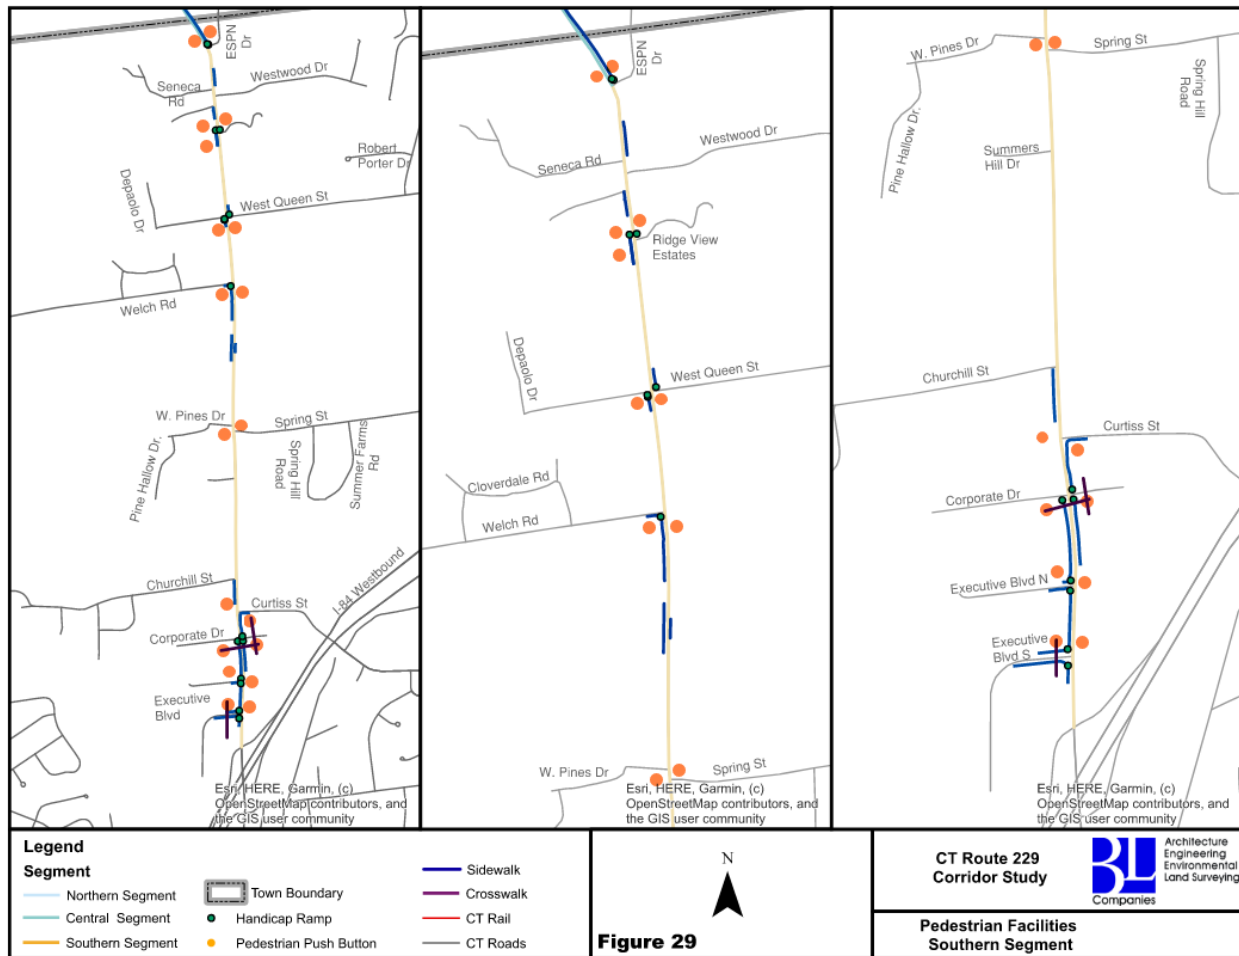 ESPN
Dr
Westwood Dr
Seneca
Rd
Robert
Porter Dr
Depaolo Dr
West Queen St
Welch Rd
W. Pines Dr
Spring St
Pine Hallow Dr.
Spring Hill
Road
Summer Farms
Rd
I-84 Westbound
Churchill St
Curtiss St
Corporate Dr
Executive
Blvd
Esri, HERE, Garmin, (c)
OpenStreetMap contributors, and
the GIS user community
ESPN
Dr
Westwood Dr
Seneca Rd
Ridge View
Estates
Depaolo Dr
West Queen St
Cloverdale Rd
Welch Rd
W. Pines Dr
Spring St
Esri, HERE, Garmin, (c)
OpenStreetMap contributors, and
the GIS user community
W. Pines Dr
Spring St
Pine Hallow Dr.
Spring Hill
Road
Summers
Hill Dr
Churchill St
Curtiss St
Corporate Dr
Executive Blvd N
Executive
Blvd S
Esri, HERE, Garmin, (c)
OpenStreetMap contributors, and
the GIS user community
Legend
Segment
Northern Segment
Central Segment
Southern Segment
Town Boundary
Handicap Ramp
Pedestrian Push Button
Sidewalk
Crosswalk
CT Rail
CT Roads
N
Figure 29
CT Route 229
Corridor Study
BL
Companies
Architecture
Engineering
Environmental
Land Surveying
Pedestrian Facilities
Southern Segment